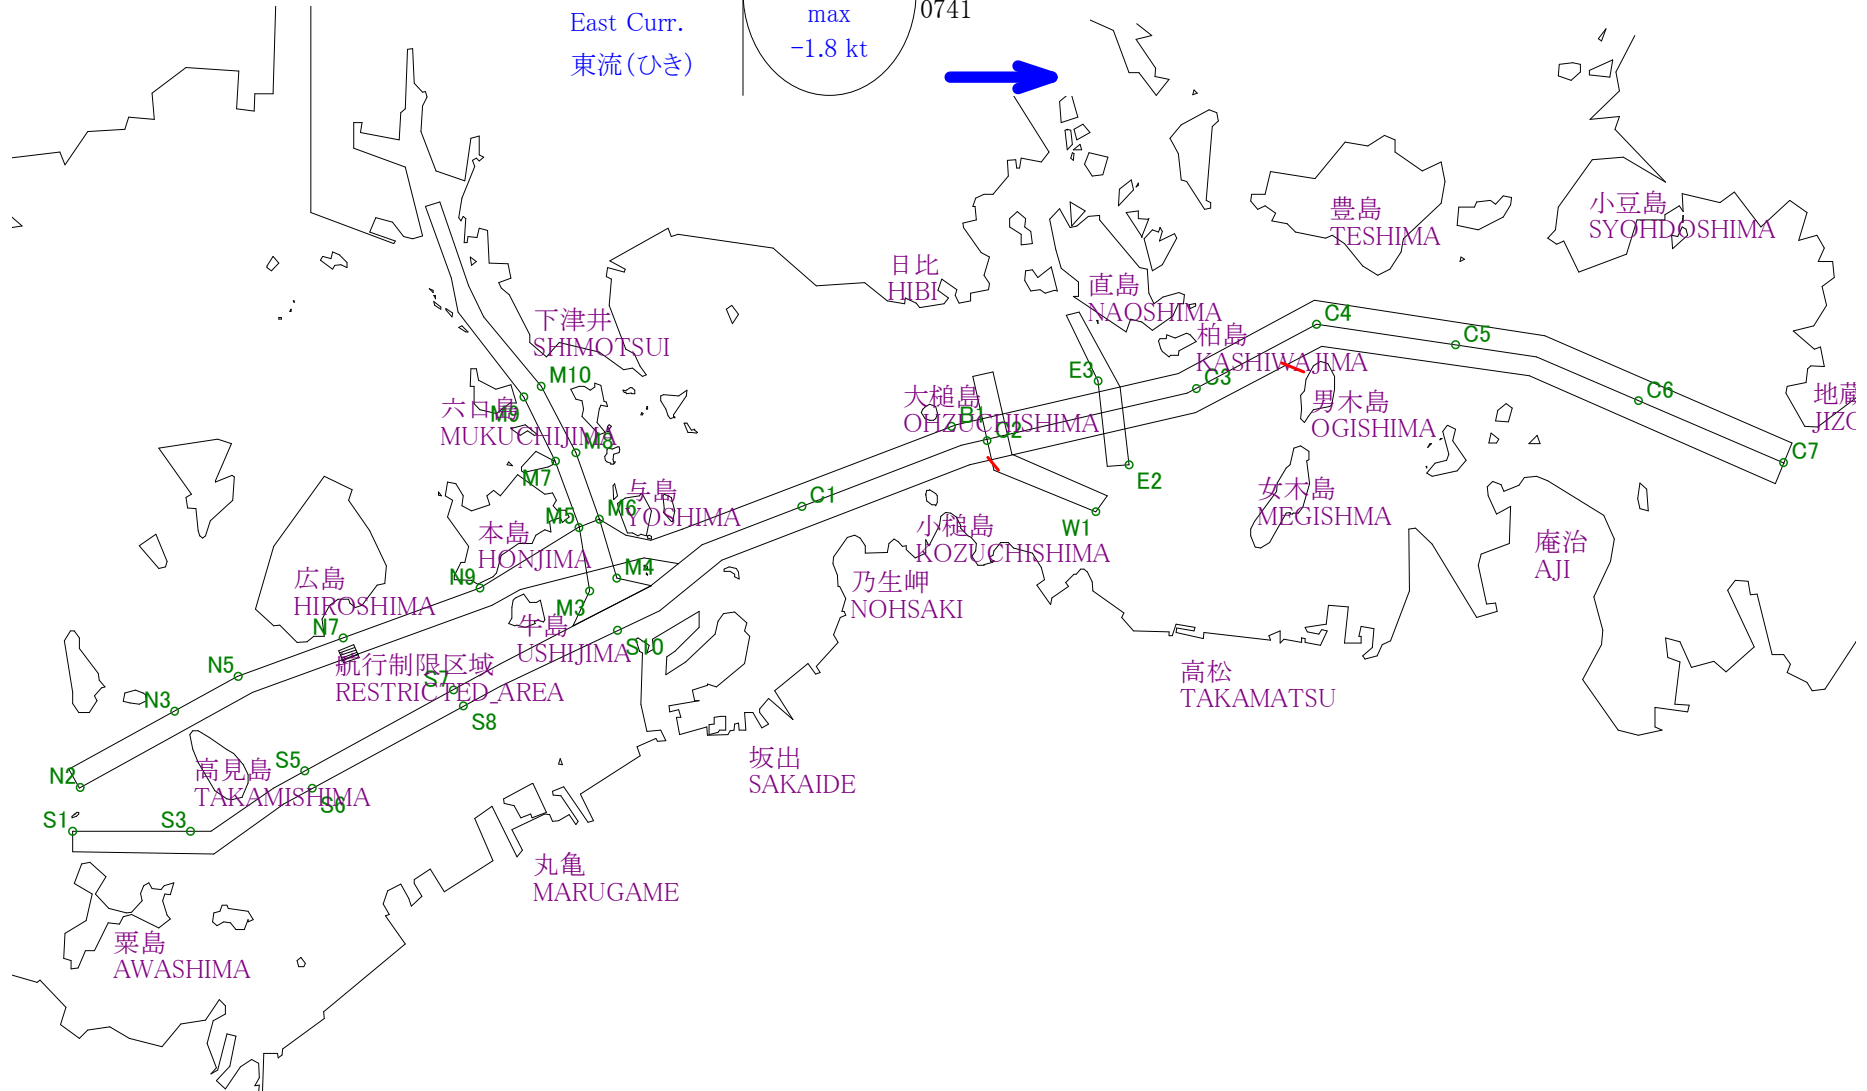 East Curr.
東流(ひき)
max
-1.8 kt
0741
豊島
TESHIMA
小豆島
SYOHDOSHIMA
日比
HIBI
直島
NAOSHIMA
下津井
SHIMOTSUI
柏島
KASHIWAJIMA
C4
C5
M10
E3
C3
C6
六口島
MUKUCHIJIMA
M9
大槌島
OHZUCHISHIMA
B1
C2
男木島
OGISHIMA
地蔵
JIZO
M8
M7
C7
E2
与島
YOSHIMA
C1
女木島
MEGISHMA
M5
M6
W1
本島
HONJIMA
小槌島
KOZUCHISHIMA
庵治
AJI
広島
HIROSHIMA
N9
M4
M3
乃生岬
NOHSAKI
N7
牛島
USHIJIMA
S10
N5
航行制限区域
RESTRICTED_AREA
S7
高松
TAKAMATSU
N3
S8
N2
高見島
TAKAMISHIMA
S5
S6
坂出
SAKAIDE
S1
S3
丸亀
MARUGAME
粟島
AWASHIMA